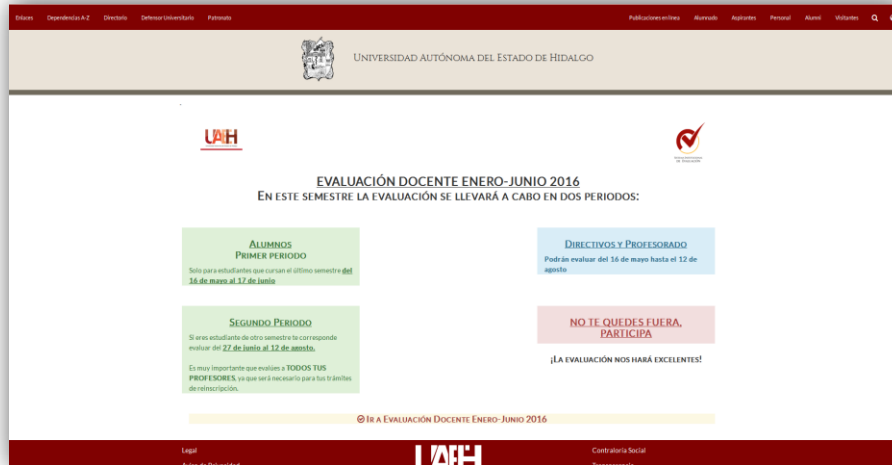 Enlaces Dependencias A-Z Directorio Defensor Universitario Patronato
Publicaciones en línea Alumnado Aspirantes Personal Alumni Visitantes
Universidad Autónoma del Estado de Hidalgo
UAEH
Evaluación Docente Enero-Junio 2016
En este semestre la evaluación se llevará a cabo en dos periodos:
Alumnos
Primer periodo
Solo para estudiantes que cursan el último semestre del
16 de mayo al 17 de junio
Directivos y Profesorado
Podrán evaluar del 16 de mayo hasta el 12 de
agosto
Segundo Periodo
Si eres estudiante de otro semestre te corresponde
evaluar del 27 de junio al 12 de agosto.
Es muy importante que evalúes a TODOS TUS
PROFESORES, ya que será necesario para tus trámites
de reinscripción.
NO TE QUEDES FUERA,
PARTICIPA
¡La evaluación nos hará excelentes!
Ir a Evaluación Docente Enero-Junio 2016
Legal
UAEH
Contraloría Social